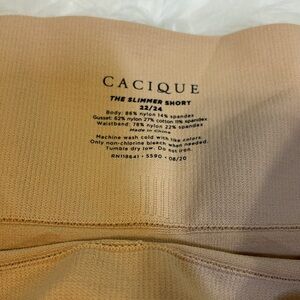 CACIQUE
THE SLIMMER SHORT
22/24
Body: 86% nylon 14% spandex
Gusset: 62% nylon 27% cotton 11% spandex
Waistband: 78% nylon 22% spandex
Made in China
Machine wash cold with like colors.
Only non-chlorine bleach when needed.
Tumble dry low. Do not iron.
RN118641 • 5590 • 08/20